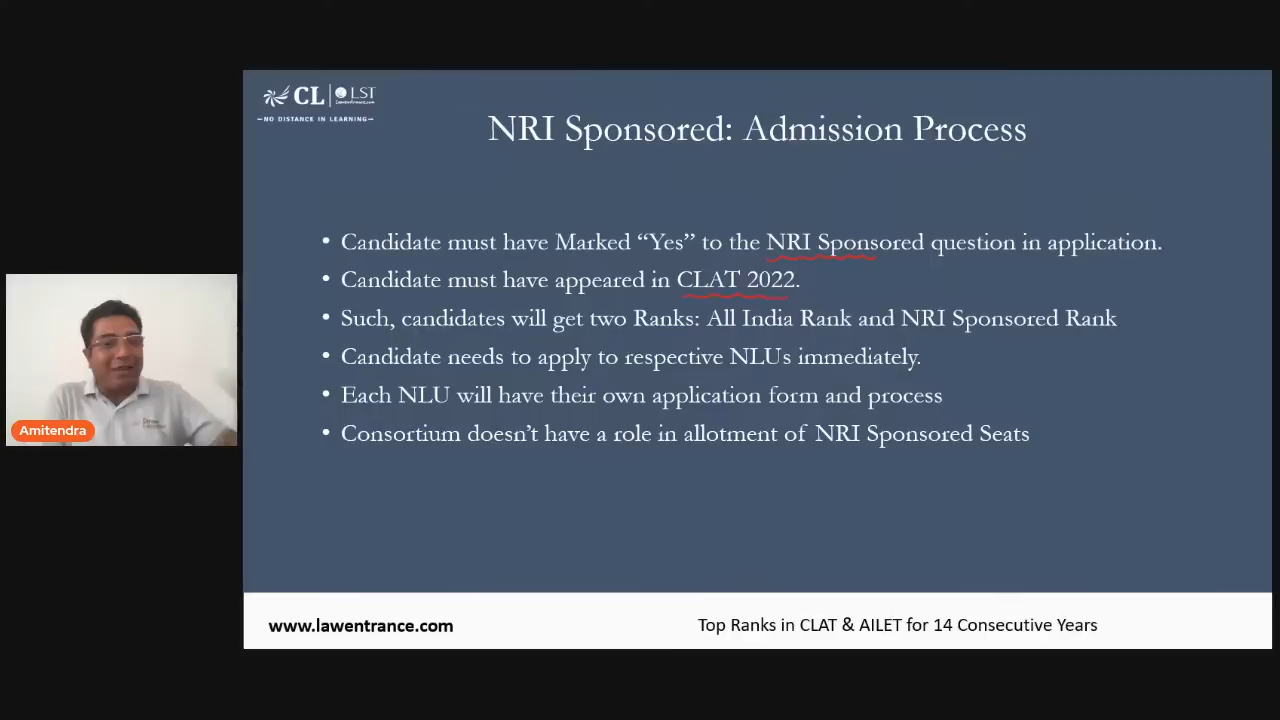 CL LST
Lawentrance.com
NO DISTANCE IN LEARNING
NRI Sponsored: Admission Process
• Candidate must have Marked “Yes” to the NRI Sponsored question in application.
• Candidate must have appeared in CLAT 2022.
• Such, candidates will get two Ranks: All India Rank and NRI Sponsored Rank
• Candidate needs to apply to respective NLUs immediately.
• Each NLU will have their own application form and process
• Consortium doesn’t have a role in allotment of NRI Sponsored Seats
Amitendra
www.lawentrance.com
Top Ranks in CLAT & AILET for 14 Consecutive Years